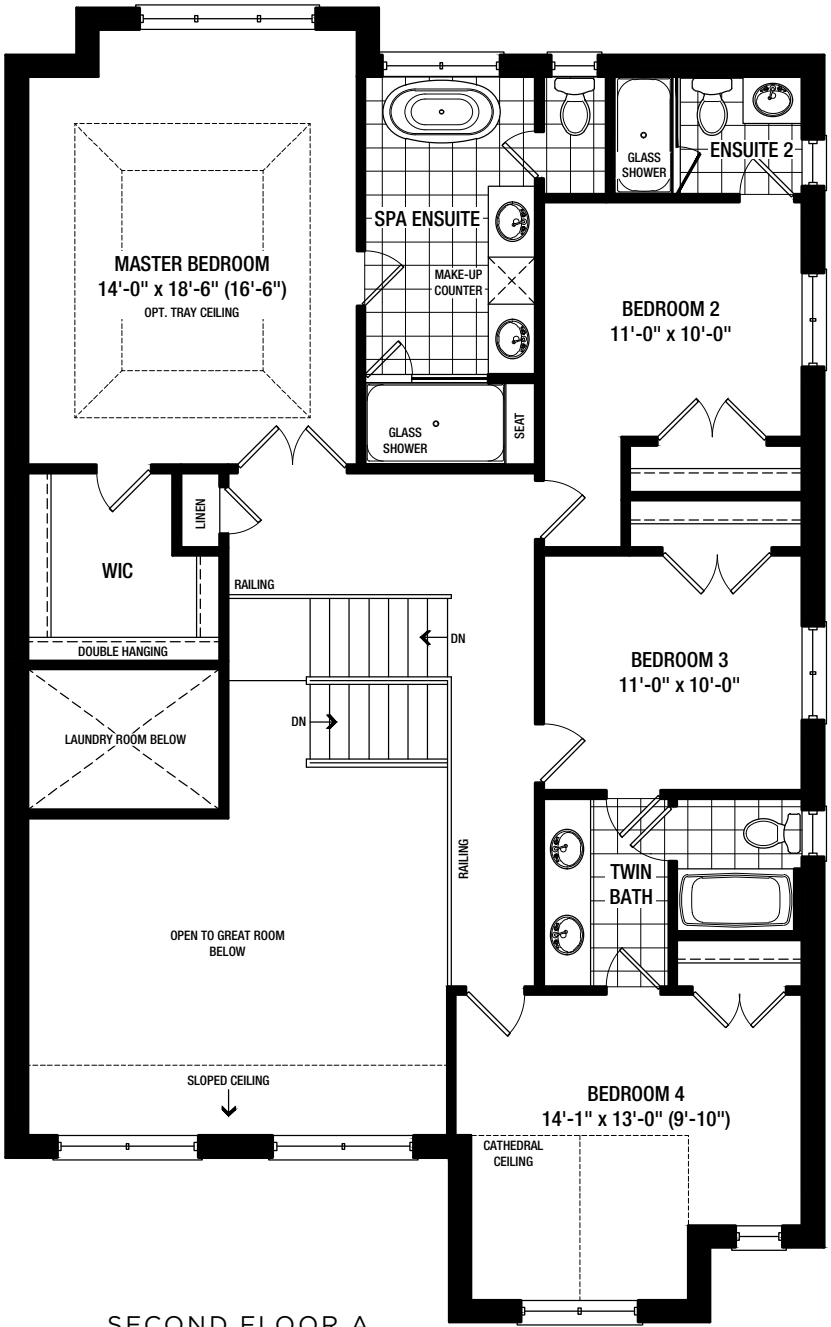 GLASS
SHOWER
ENSUITE 2
SPA ENSUITE
MAKE-UP
COUNTER
MASTER BEDROOM
14'-0" x 18'-6" (16'-6")
OPT. TRAY CEILING
BEDROOM 2
11'-0" x 10'-0"
GLASS
SHOWER
SEAT
LINEN
WIC
RAILING
DOUBLE HANGING
DN
DN
LAUNDRY ROOM BELOW
BEDROOM 3
11'-0" x 10'-0"
RAILING
TWIN
BATH
OPEN TO GREAT ROOM
BELOW
SLOPED CEILING
BEDROOM 4
14'-1" x 13'-0" (9'-10")
CATHEDRAL
CEILING
SECOND FLOOR A